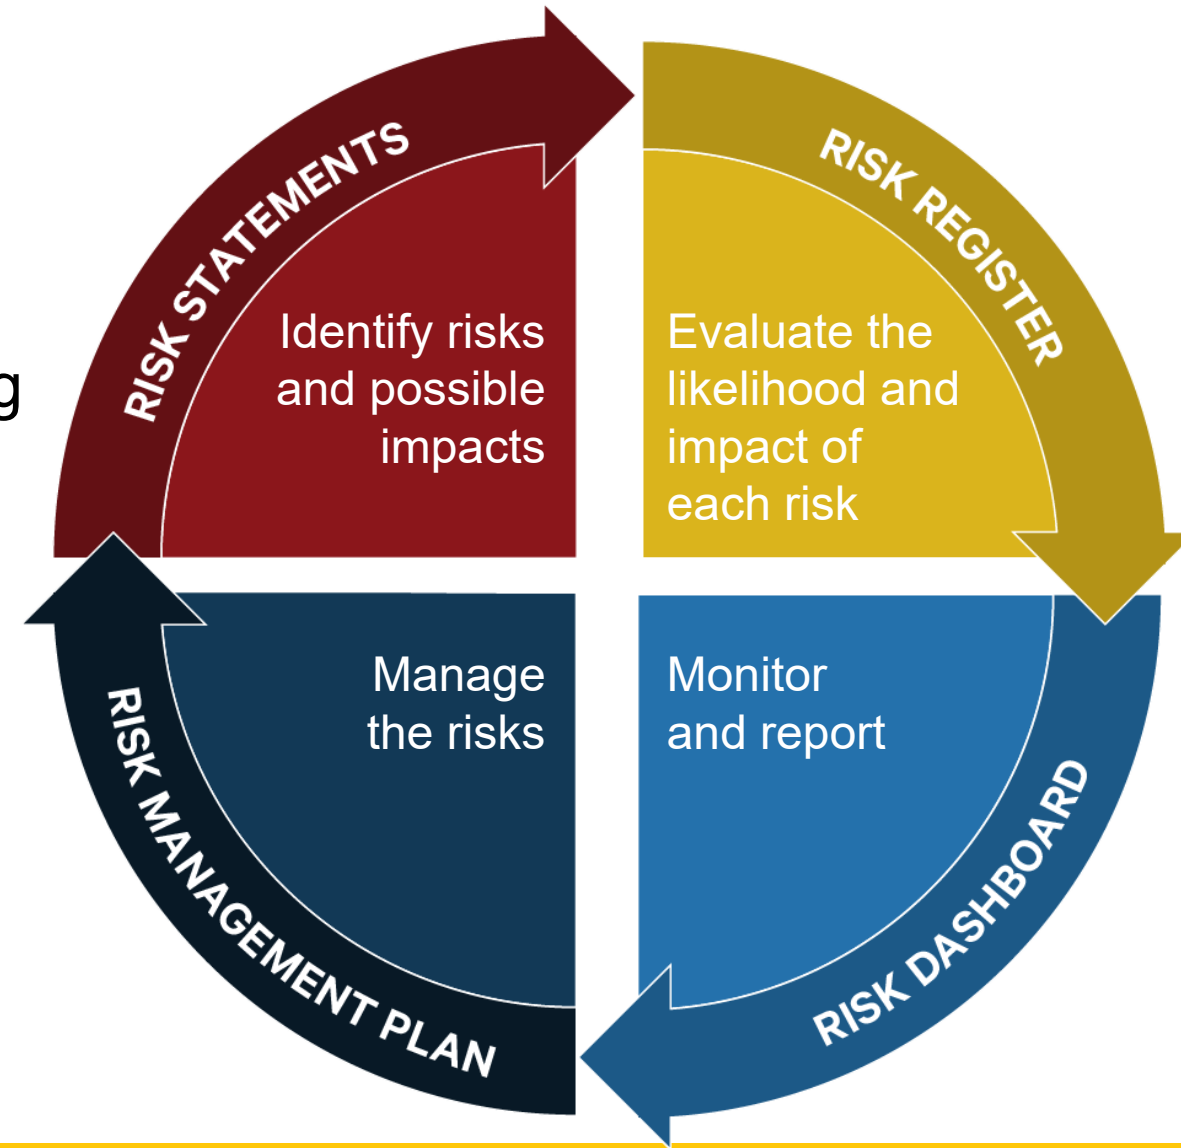 RISK STATEMENTS
Identify risks
and possible
impacts
RISK REGISTER
Evaluate the
likelihood and
impact of
each risk
RISK DASHBOARD
Monitor
and report
RISK MANAGEMENT PLAN
Manage
the risks